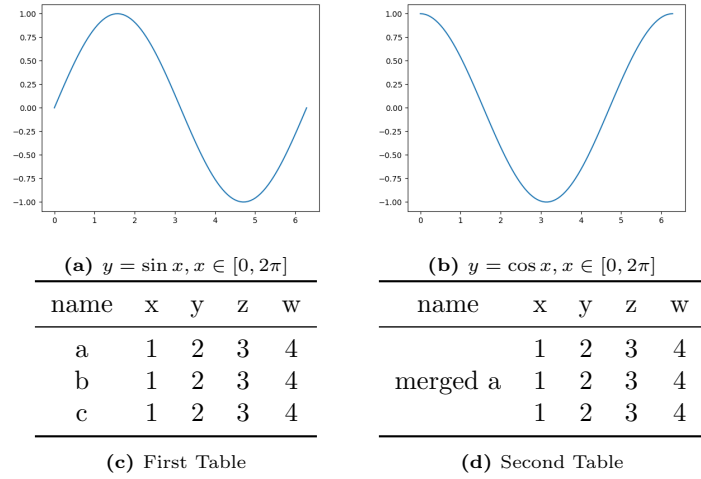 1.00
0.75
0.50
0.25
0.00
−0.25
−0.50
−0.75
−1.00
0 1 2 3 4 5 6
(a) y = sin x, x ∈ [0, 2π]
1.00
0.75
0.50
0.25
0.00
−0.25
−0.50
−0.75
−1.00
0 1 2 3 4 5 6
(b) y = cos x, x ∈ [0, 2π]
name x y z w
a 1 2 3 4
b 1 2 3 4
c 1 2 3 4
(c) First Table
name x y z w
1 2 3 4
merged a 1 2 3 4
1 2 3 4
(d) Second Table